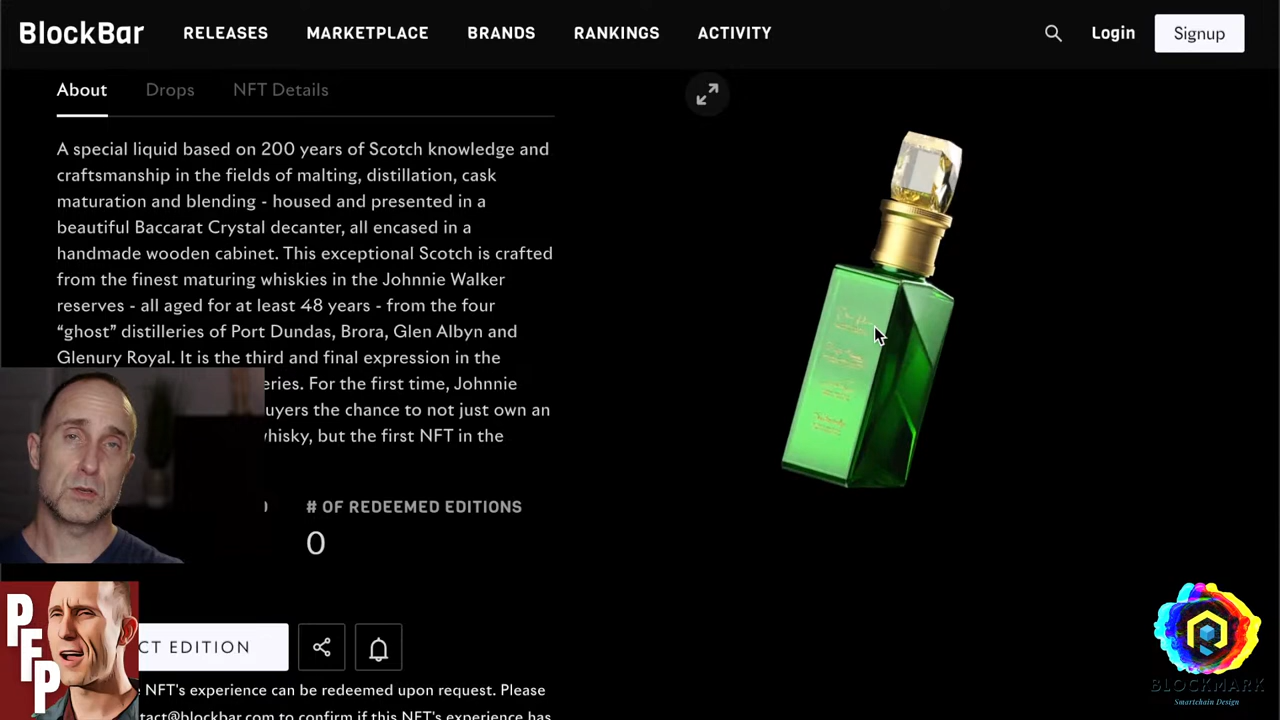 BlockBar RELEASES MARKETPLACE BRANDS RANKINGS ACTIVITY Login Signup
About Drops NFT Details
A special liquid based on 200 years of Scotch knowledge and
craftsmanship in the fields of malting, distillation, cask
maturation and blending - housed and presented in a
beautiful Baccarat Crystal decanter, all encased in a
handmade wooden cabinet. This exceptional Scotch is crafted
from the finest maturing whiskies in the Johnnie Walker
reserves - all aged for at least 48 years - from the four
“ghost” distilleries of Port Dundas, Brora, Glen Albyn and
Glenury Royal. It is the third and final expression in the
eries. For the first time, Johnnie
uyers the chance to not just own an
whisky, but the first NFT in the
# OF REDEEMED EDITIONS
0
CT EDITION
NFT's experience can be redeemed upon request. Please
tact@blockbar.com to confirm if this NFT's experience has
PFP
BLOCKMARK
Smartchain Design